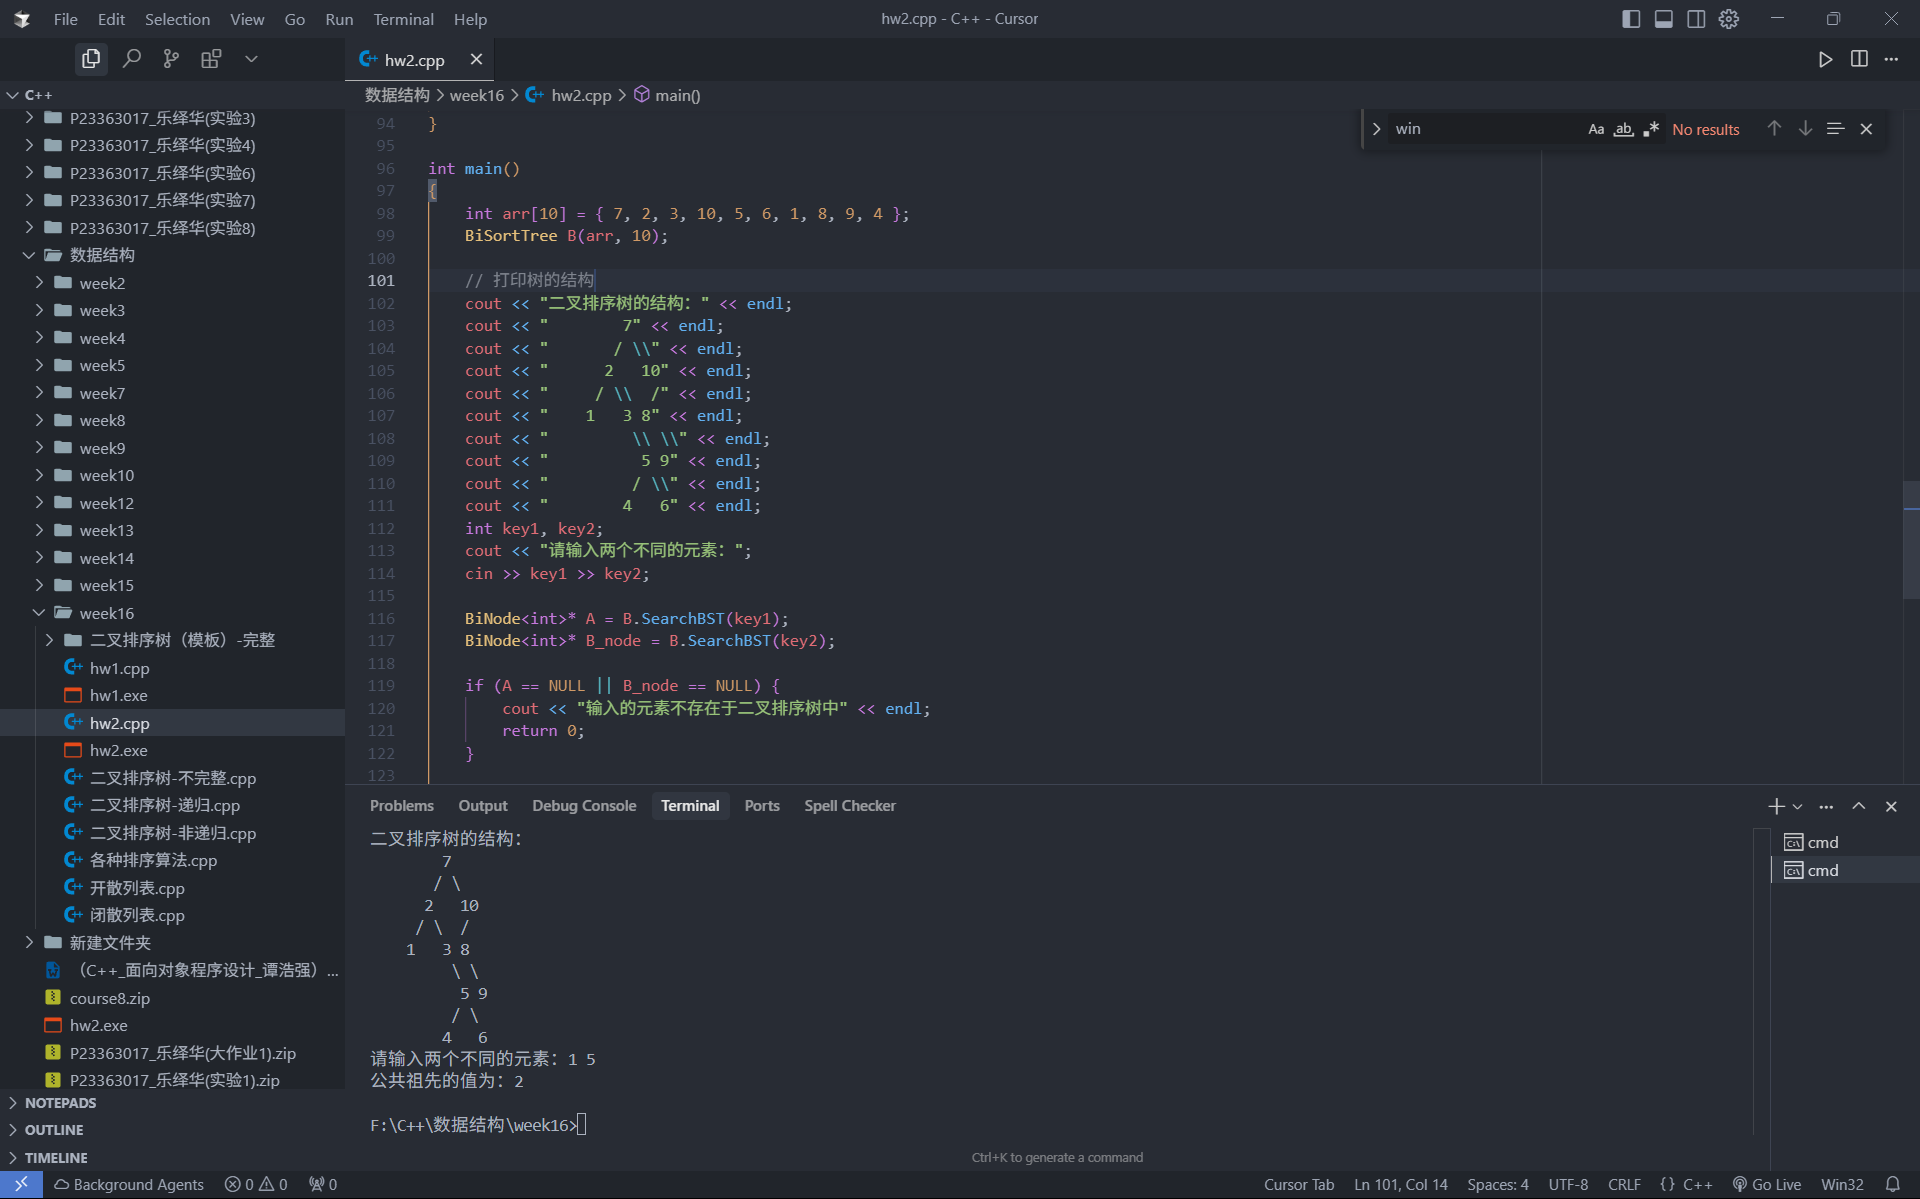 File Edit Selection View Go Run Terminal Help
hw2.cpp - C++ - Cursor
C++
P23363017_乐绎华(实验3)
P23363017_乐绎华(实验4)
P23363017_乐绎华(实验6)
P23363017_乐绎华(实验7)
P23363017_乐绎华(实验8)
数据结构
week2
week3
week4
week5
week7
week8
week9
week10
week12
week13
week14
week15
week16
二叉排序树（模板）-完整
hw1.cpp
hw1.exe
hw2.cpp
hw2.exe
二叉排序树-不完整.cpp
二叉排序树-递归.cpp
二叉排序树-非递归.cpp
各种排序算法.cpp
开散列表.cpp
闭散列表.cpp
新建文件夹
（C++_面向对象程序设计_谭浩强）...
course8.zip
hw2.exe
P23363017_乐绎华(大作业1).zip
P23363017_乐绎华(实验1).zip
NOTEPADS
OUTLINE
TIMELINE
hw2.cpp
数据结构 > week16 > hw2.cpp > main()
win Aa ab No results
94 }
95
96 int main()
97 {
98 int arr[10] = { 7, 2, 3, 10, 5, 6, 1, 8, 9, 4 };
99 BiSortTree B(arr, 10);
100
101 // 打印树的结构
102 cout << "二叉排序树的结构：" << endl;
103 cout << "        7" << endl;
104 cout << "       / \\" << endl;
105 cout << "      2   10" << endl;
106 cout << "     / \\  /" << endl;
107 cout << "    1   3 8" << endl;
108 cout << "         \\ \\" << endl;
109 cout << "          5 9" << endl;
110 cout << "         / \\" << endl;
111 cout << "        4   6" << endl;
112 int key1, key2;
113 cout << "请输入两个不同的元素：";
114 cin >> key1 >> key2;
115
116 BiNode<int>* A = B.SearchBST(key1);
117 BiNode<int>* B_node = B.SearchBST(key2);
118
119 if (A == NULL || B_node == NULL) {
120 cout << "输入的元素不存在于二叉排序树中" << endl;
121 return 0;
122 }
123
Problems Output Debug Console Terminal Ports Spell Checker
二叉排序树的结构：
        7
       / \
      2   10
     / \  /
    1   3 8
         \ \
          5 9
         / \
        4   6
请输入两个不同的元素：1 5
公共祖先的值为：2
F:\C++\数据结构\week16>
cmd
cmd
Ctrl+K to generate a command
Background Agents 0 0 0
Cursor Tab Ln 101, Col 14 Spaces: 4 UTF-8 CRLF {} C++ Go Live Win32